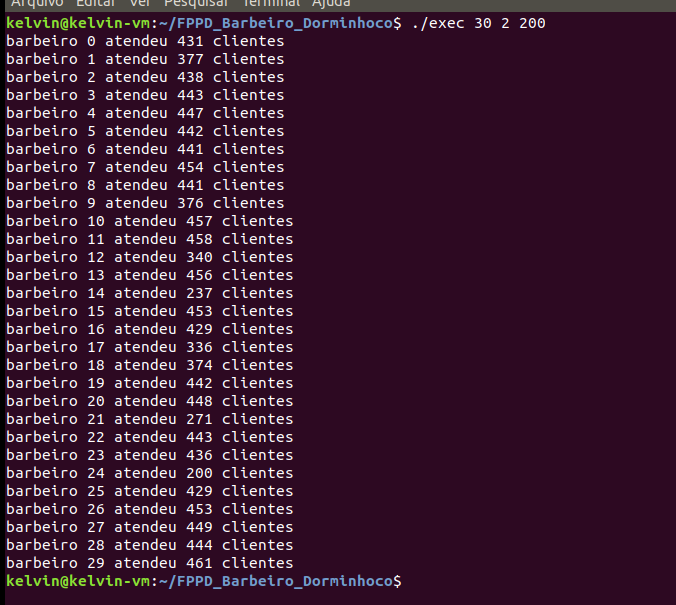 Arquivo Editar Ver Pesquisar Terminal Ajuda
kelvin@kelvin-vm:~/FPPD_Barbeiro_Dorminhoco$ ./exec 30 2 200
barbeiro 0 atendeu 431 clientes
barbeiro 1 atendeu 377 clientes
barbeiro 2 atendeu 438 clientes
barbeiro 3 atendeu 443 clientes
barbeiro 4 atendeu 447 clientes
barbeiro 5 atendeu 442 clientes
barbeiro 6 atendeu 441 clientes
barbeiro 7 atendeu 454 clientes
barbeiro 8 atendeu 441 clientes
barbeiro 9 atendeu 376 clientes
barbeiro 10 atendeu 457 clientes
barbeiro 11 atendeu 458 clientes
barbeiro 12 atendeu 340 clientes
barbeiro 13 atendeu 456 clientes
barbeiro 14 atendeu 237 clientes
barbeiro 15 atendeu 453 clientes
barbeiro 16 atendeu 429 clientes
barbeiro 17 atendeu 336 clientes
barbeiro 18 atendeu 374 clientes
barbeiro 19 atendeu 442 clientes
barbeiro 20 atendeu 448 clientes
barbeiro 21 atendeu 271 clientes
barbeiro 22 atendeu 443 clientes
barbeiro 23 atendeu 436 clientes
barbeiro 24 atendeu 200 clientes
barbeiro 25 atendeu 429 clientes
barbeiro 26 atendeu 453 clientes
barbeiro 27 atendeu 449 clientes
barbeiro 28 atendeu 444 clientes
barbeiro 29 atendeu 461 clientes
kelvin@kelvin-vm:~/FPPD_Barbeiro_Dorminhoco$